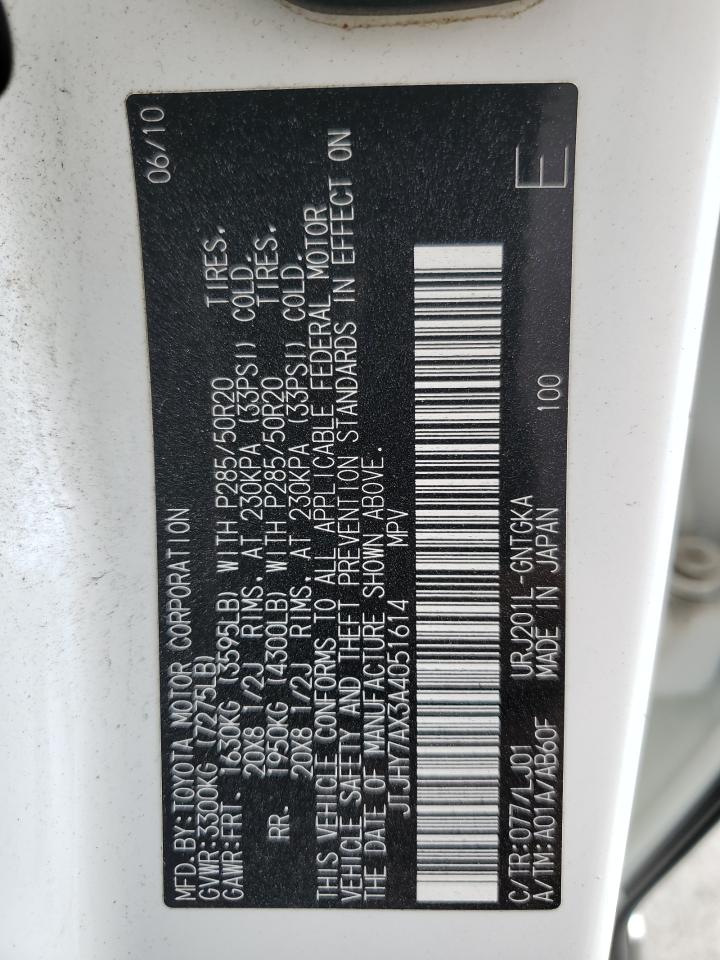 MFD.BY:TOYOTA MOTOR CORPORATION 06/10
GVWR:3300KG (7275LB)
GAWR:FRT. 1630KG (3595LB) WITH P285/50R20 TIRES.
20X8 1/2J RIMS. AT 230KPA (33PSI) COLD.
RR. 1950KG (4300LB) WITH P285/50R20 TIRES.
20X8 1/2J RIMS. AT 230KPA (33PSI) COLD.
THIS VEHICLE CONFORMS TO ALL APPLICABLE FEDERAL MOTOR
VEHICLE SAFETY AND THEFT PREVENTION STANDARDS IN EFFECT ON
THE DATE OF MANUFACTURE SHOWN ABOVE.
JTJHY7AX3A4051614 MPV
C/TR:077/LJ01 URJ201L-GNTGKA
A/TM:A01A/AB60F MADE IN JAPAN 100
E